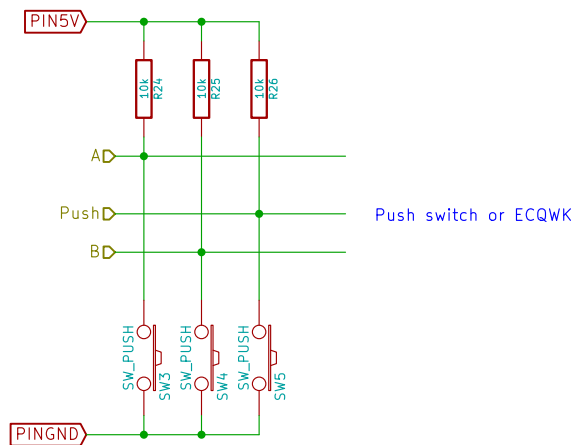 PIN5V
10k
R24
10k
R25
10k
R26
A
Push
Push switch or ECQWK
B
SW_PUSH
SW3
SW_PUSH
SW4
SW_PUSH
SW5
PINGND